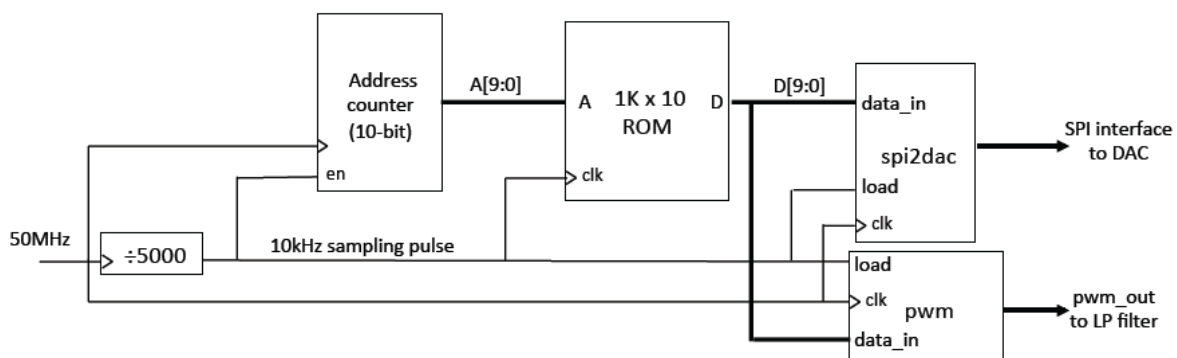 50MHz
÷5000
10kHz sampling pulse
Address
counter
(10-bit)
en
A[9:0]
A
1K x 10
ROM
D
clk
D[9:0]
data_in
spi2dac
load
clk
SPI interface
to DAC
load
clk
pwm
data_in
pwm_out
to LP filter